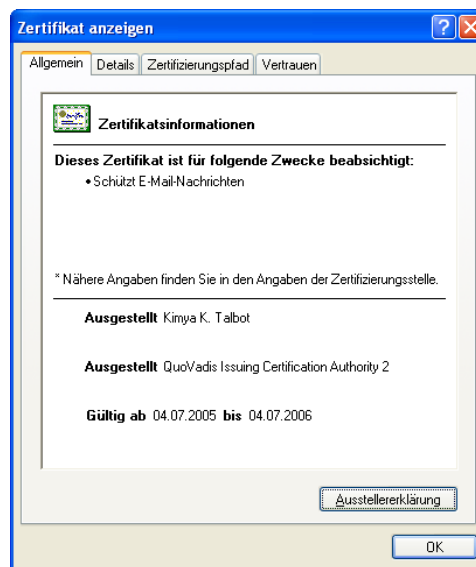 Zertifikat anzeigen
Allgemein Details Zertifizierungspfad Vertrauen
Zertifikatsinformationen
Dieses Zertifikat ist für folgende Zwecke beabsichtigt:
•Schützt E-Mail-Nachrichten
* Nähere Angaben finden Sie in den Angaben der Zertifizierungsstelle.
Ausgestellt Kimya K. Talbot
Ausgestellt QuoVadis Issuing Certification Authority 2
Gültig ab 04.07.2005 bis 04.07.2006
Ausstellererklärung
OK